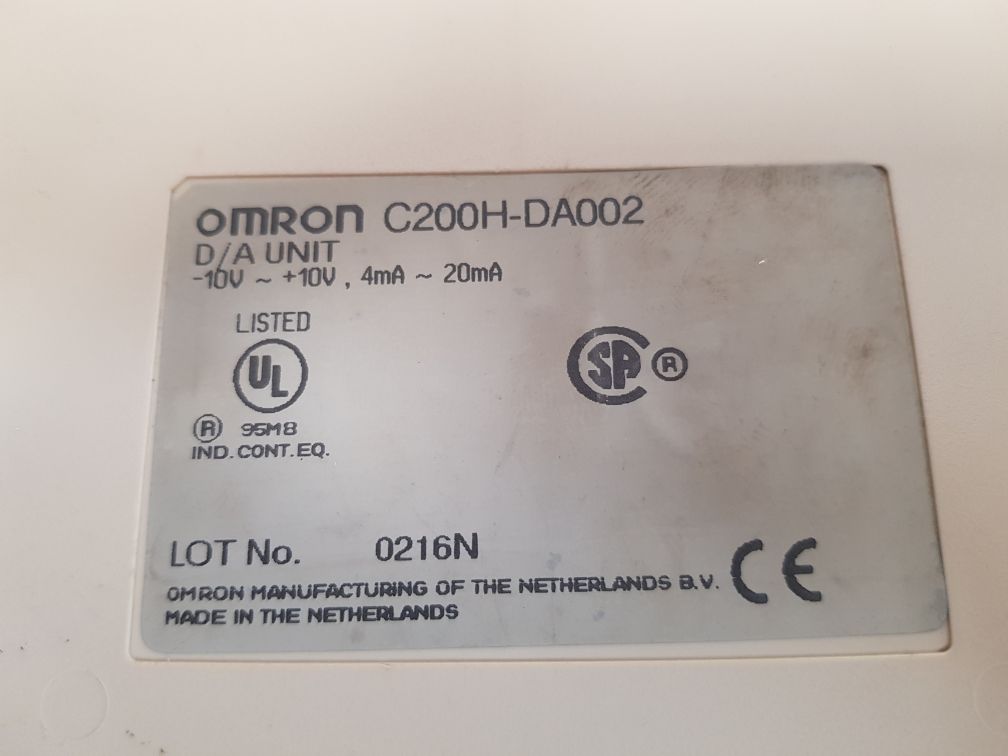 OMRON C200H-DA002
D/A UNIT
-10V ~ +10V , 4mA ~ 20mA
LISTED
UL
® 95M8
IND. CONT. EQ.
SA ®
LOT No. 0216N
OMRON MANUFACTURING OF THE NETHERLANDS B.V.
MADE IN THE NETHERLANDS
CE